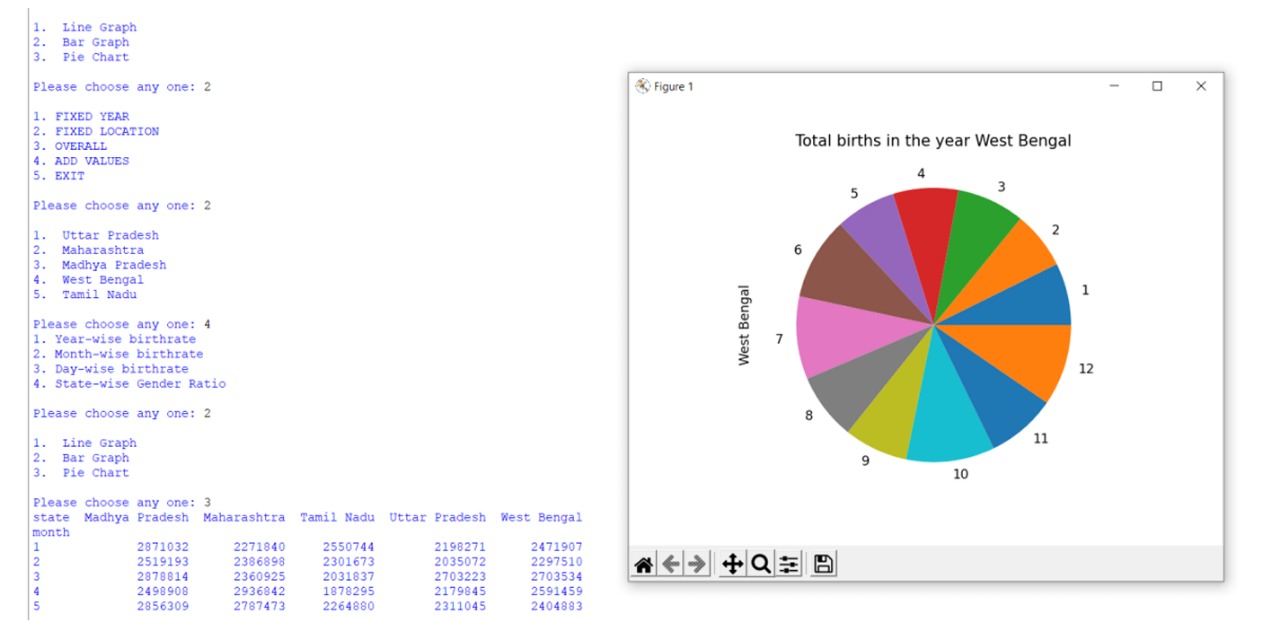 1.  Line Graph
2.  Bar Graph
3.  Pie Chart
Please choose any one: 2
1. FIXED YEAR
2. FIXED LOCATION
3. OVERALL
4. ADD VALUES
5. EXIT
Please choose any one: 2
1.  Uttar Pradesh
2.  Maharashtra
3.  Madhya Pradesh
4.  West Bengal
5.  Tamil Nadu
Please choose any one: 4
1. Year-wise birthrate
2. Month-wise birthrate
3. Day-wise birthrate
4. State-wise Gender Ratio
Please choose any one: 2
1.  Line Graph
2.  Bar Graph
3.  Pie Chart
Please choose any one: 3
state  Madhya Pradesh  Maharashtra  Tamil Nadu  Uttar Pradesh  West Bengal
month
1  2871032  2271840  2550744  2198271  2471907
2  2519193  2386898  2301673  2035072  2297510
3  2878814  2360925  2031837  2703223  2703534
4  2498908  2936842  1878295  2179845  2591459
5  2856309  2787473  2264880  2311045  2404883
Figure 1
Total births in the year West Bengal
West Bengal
1
2
3
4
5
6
7
8
9
10
11
12